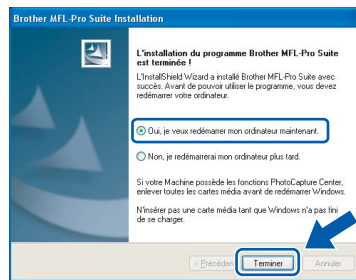 Brother MFL-Pro Suite Installation
L'installation du programme Brother MFL-Pro Suite
est terminée !
L'InstallShield Wizard a installé Brother MFL-Pro Suite avec
succès. Avant de pouvoir utiliser le programme, vous devez
redémarrer votre ordinateur.
Oui, je veux redémarrer mon ordinateur maintenant.
Non, je redémarrerai mon ordinateur plus tard.
Si votre Machine possède les fonctions PhotoCapture Center,
enlever toutes les cartes média avant de redémarrer Windows.
N'insérer pas une carte média tant que Windows n'a pas fini
de se charger.
< Précéden Terminer Annuler